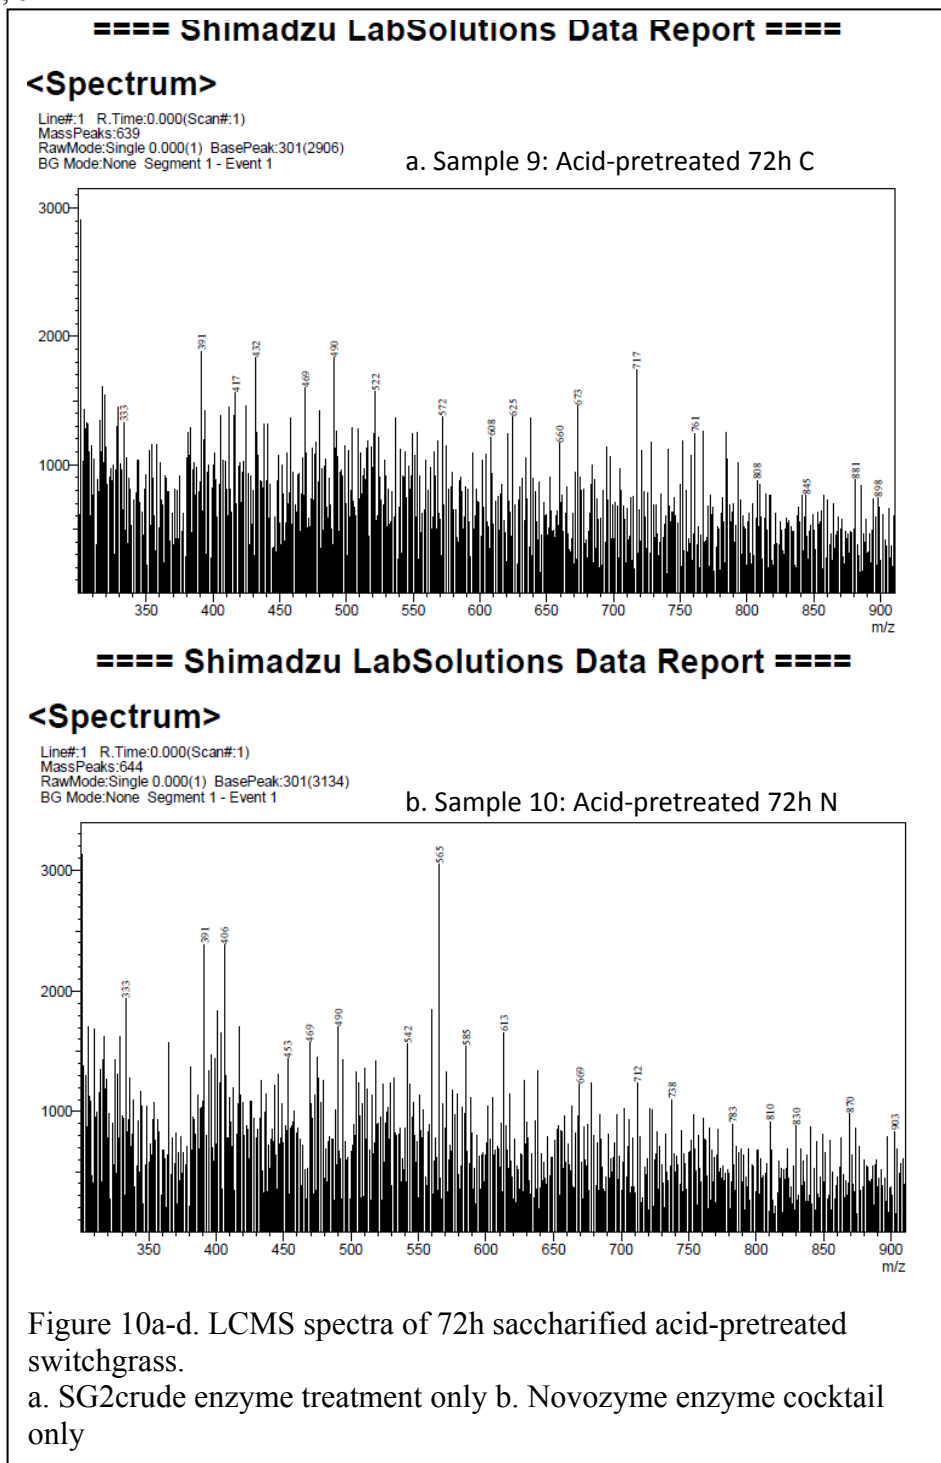 ==== Shimadzu LabSolutions Data Report ====
<Spectrum>
Line#:1 R.Time:0.000(Scan#:1)
MassPeaks:639
RawMode:Single 0.000(1) BasePeak:301(2906)
BG Mode:None Segment 1 - Event 1
a. Sample 9: Acid-pretreated 72h C
3000
2000
1000
333
391
417
432
469
490
522
572
608
625
660
673
717
761
808
845
881
898
350 400 450 500 550 600 650 700 750 800 850 900
m/z
==== Shimadzu LabSolutions Data Report ====
<Spectrum>
Line#:1 R.Time:0.000(Scan#:1)
MassPeaks:644
RawMode:Single 0.000(1) BasePeak:301(3134)
BG Mode:None Segment 1 - Event 1
b. Sample 10: Acid-pretreated 72h N
3000
2000
1000
333
391
406
453
469
490
542
565
585
613
669
712
738
783
810
830
870
903
350 400 450 500 550 600 650 700 750 800 850 900
m/z
Figure 10a-d. LCMS spectra of 72h saccharified acid-pretreated
switchgrass.
a. SG2crude enzyme treatment only b. Novozyme enzyme cocktail
only